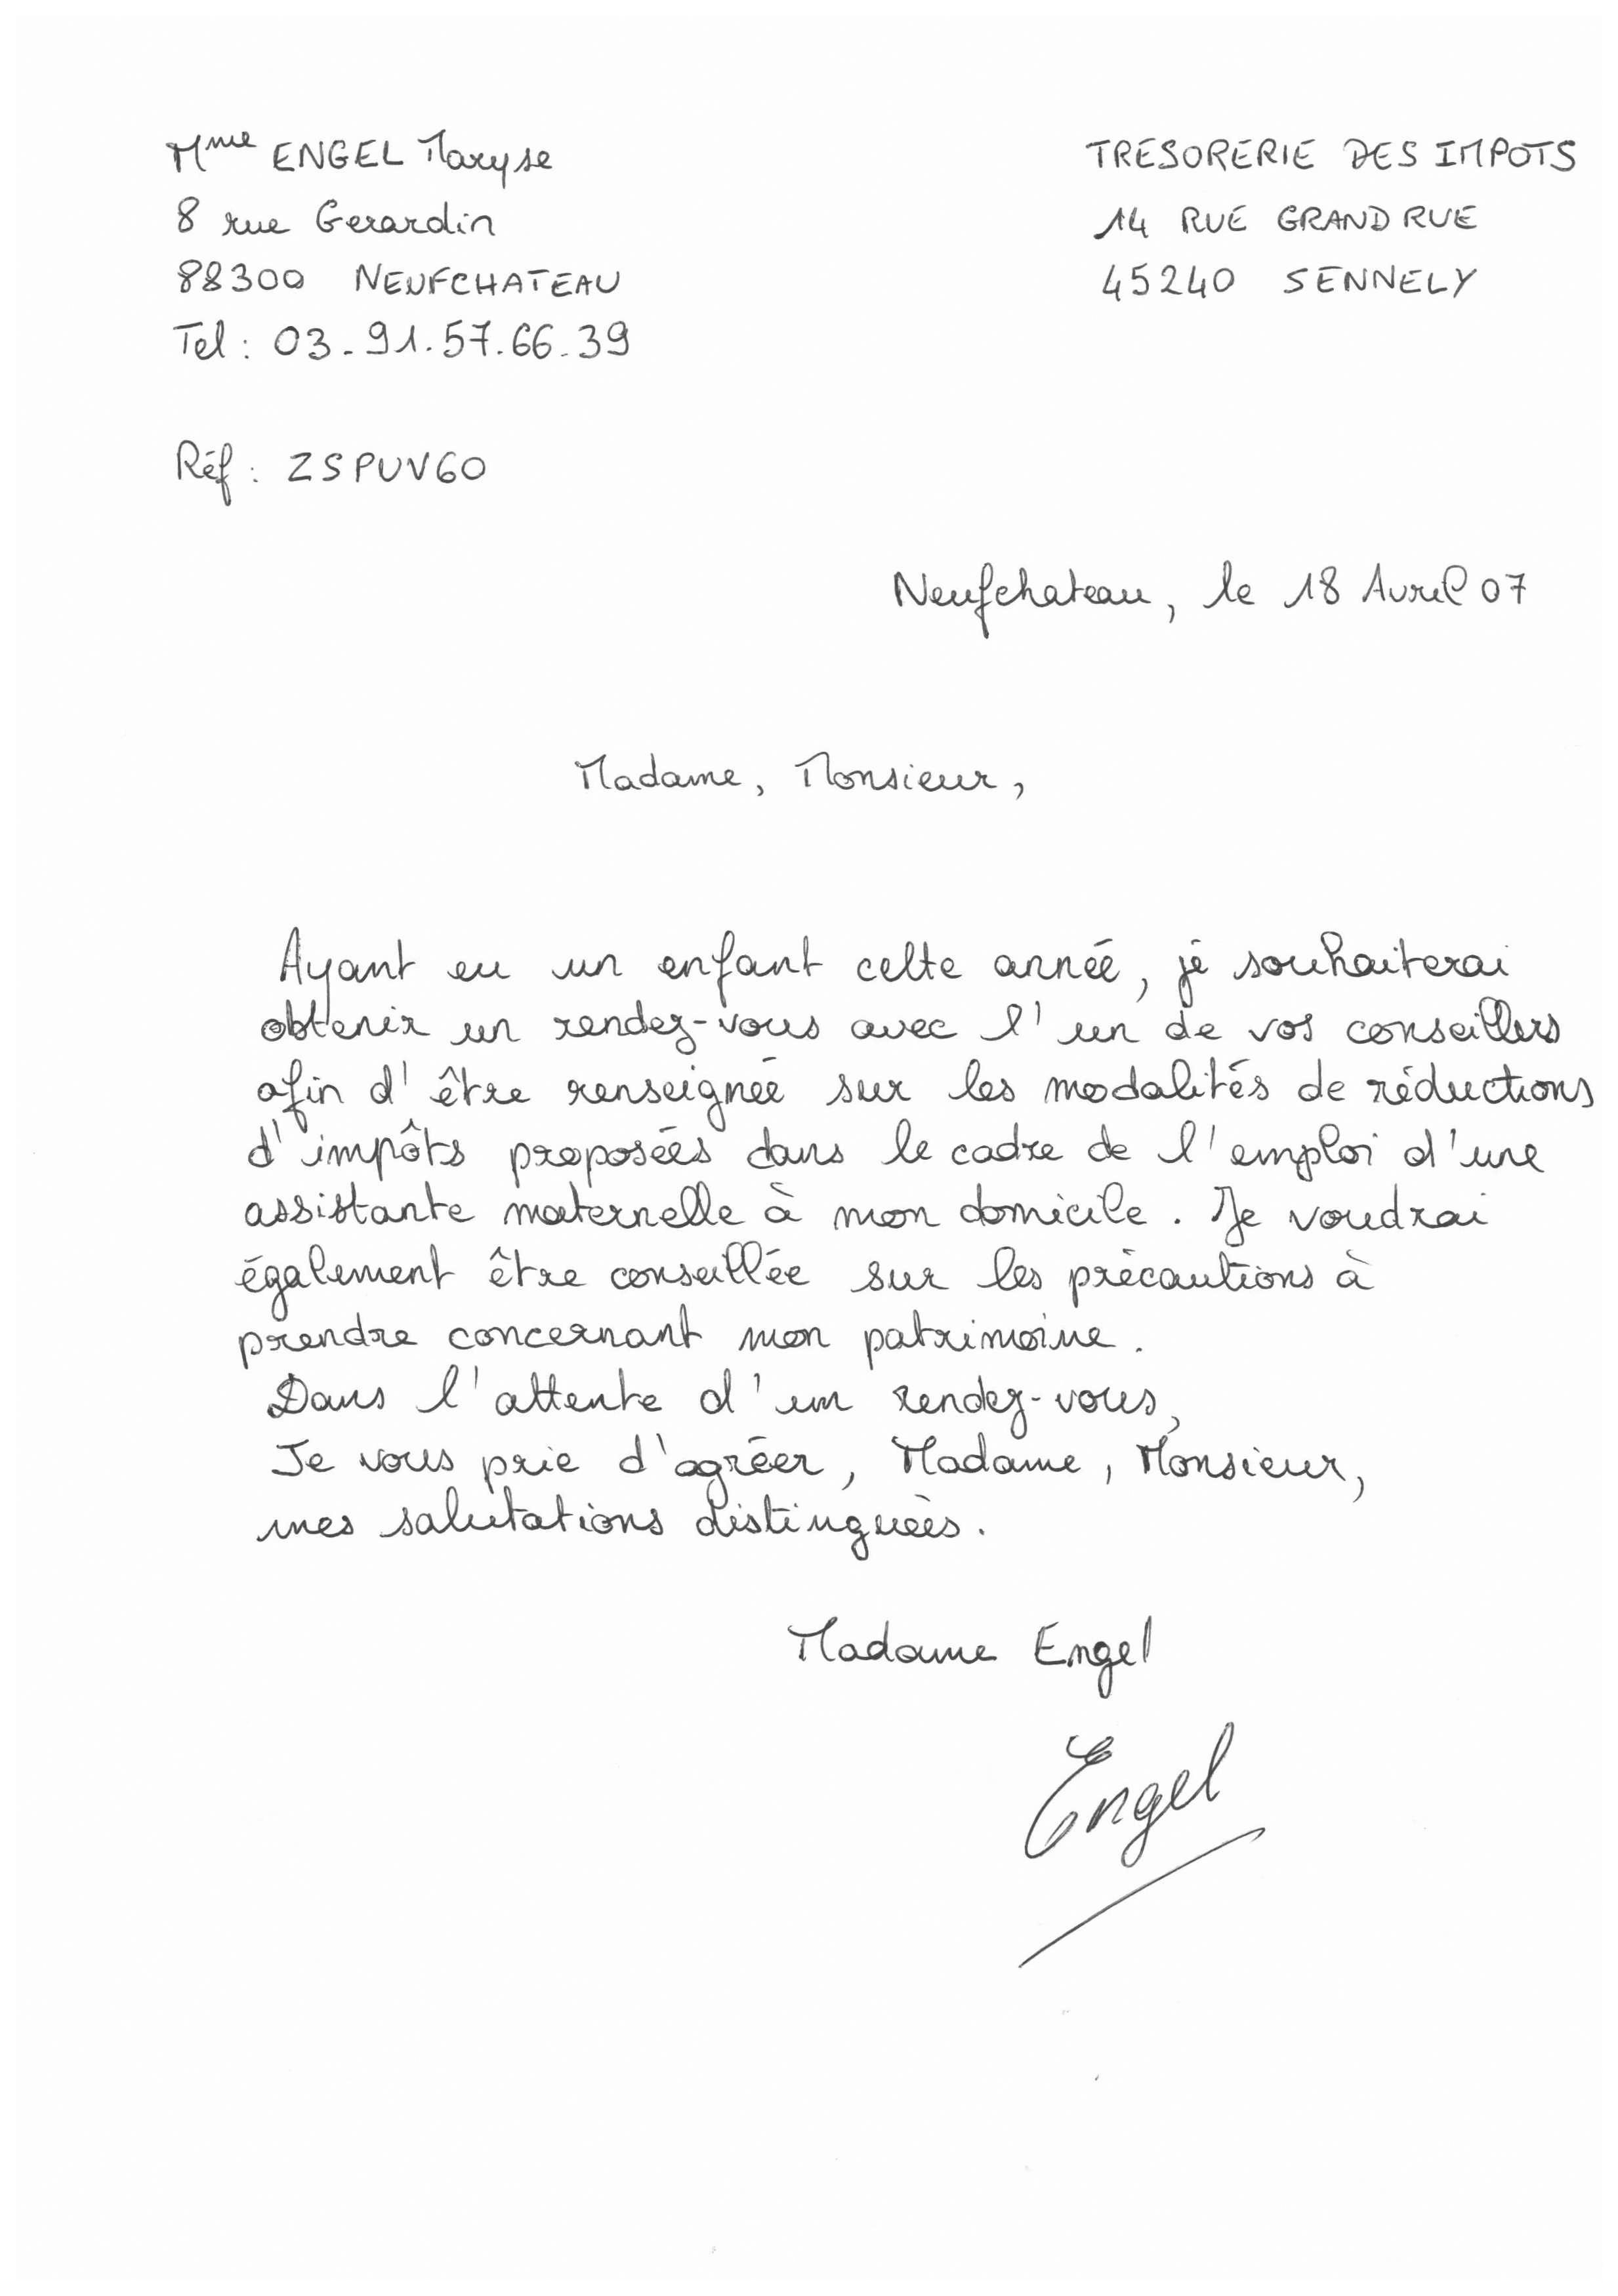 Mme ENGEL Maryse
8 rue Gerardin
88300 NEUFCHATEAU
Tel : 03.91.57.66.39
TRESORERIE DES IMPOTS
14 RUE GRAND RUE
45240 SENNELY
Réf : ZSPUV60
Neufchateau, le 18 Avril 07
Madame, Monsieur,
Ayant eu un enfant cette année, je souhaiterai
obtenir un rendez-vous avec l'un de vos conseillers
afin d'être renseignée sur les modalités de réductions
d'impôts proposées dans le cadre de l'emploi d'une
assistante maternelle à mon domicile. Je voudrai
également être conseillée sur les précautions à
prendre concernant mon patrimoine.
Dans l'attente d'un rendez-vous,
Je vous prie d'agréer, Madame, Monsieur,
mes salutations distinguées.
Madame Engel
Engel